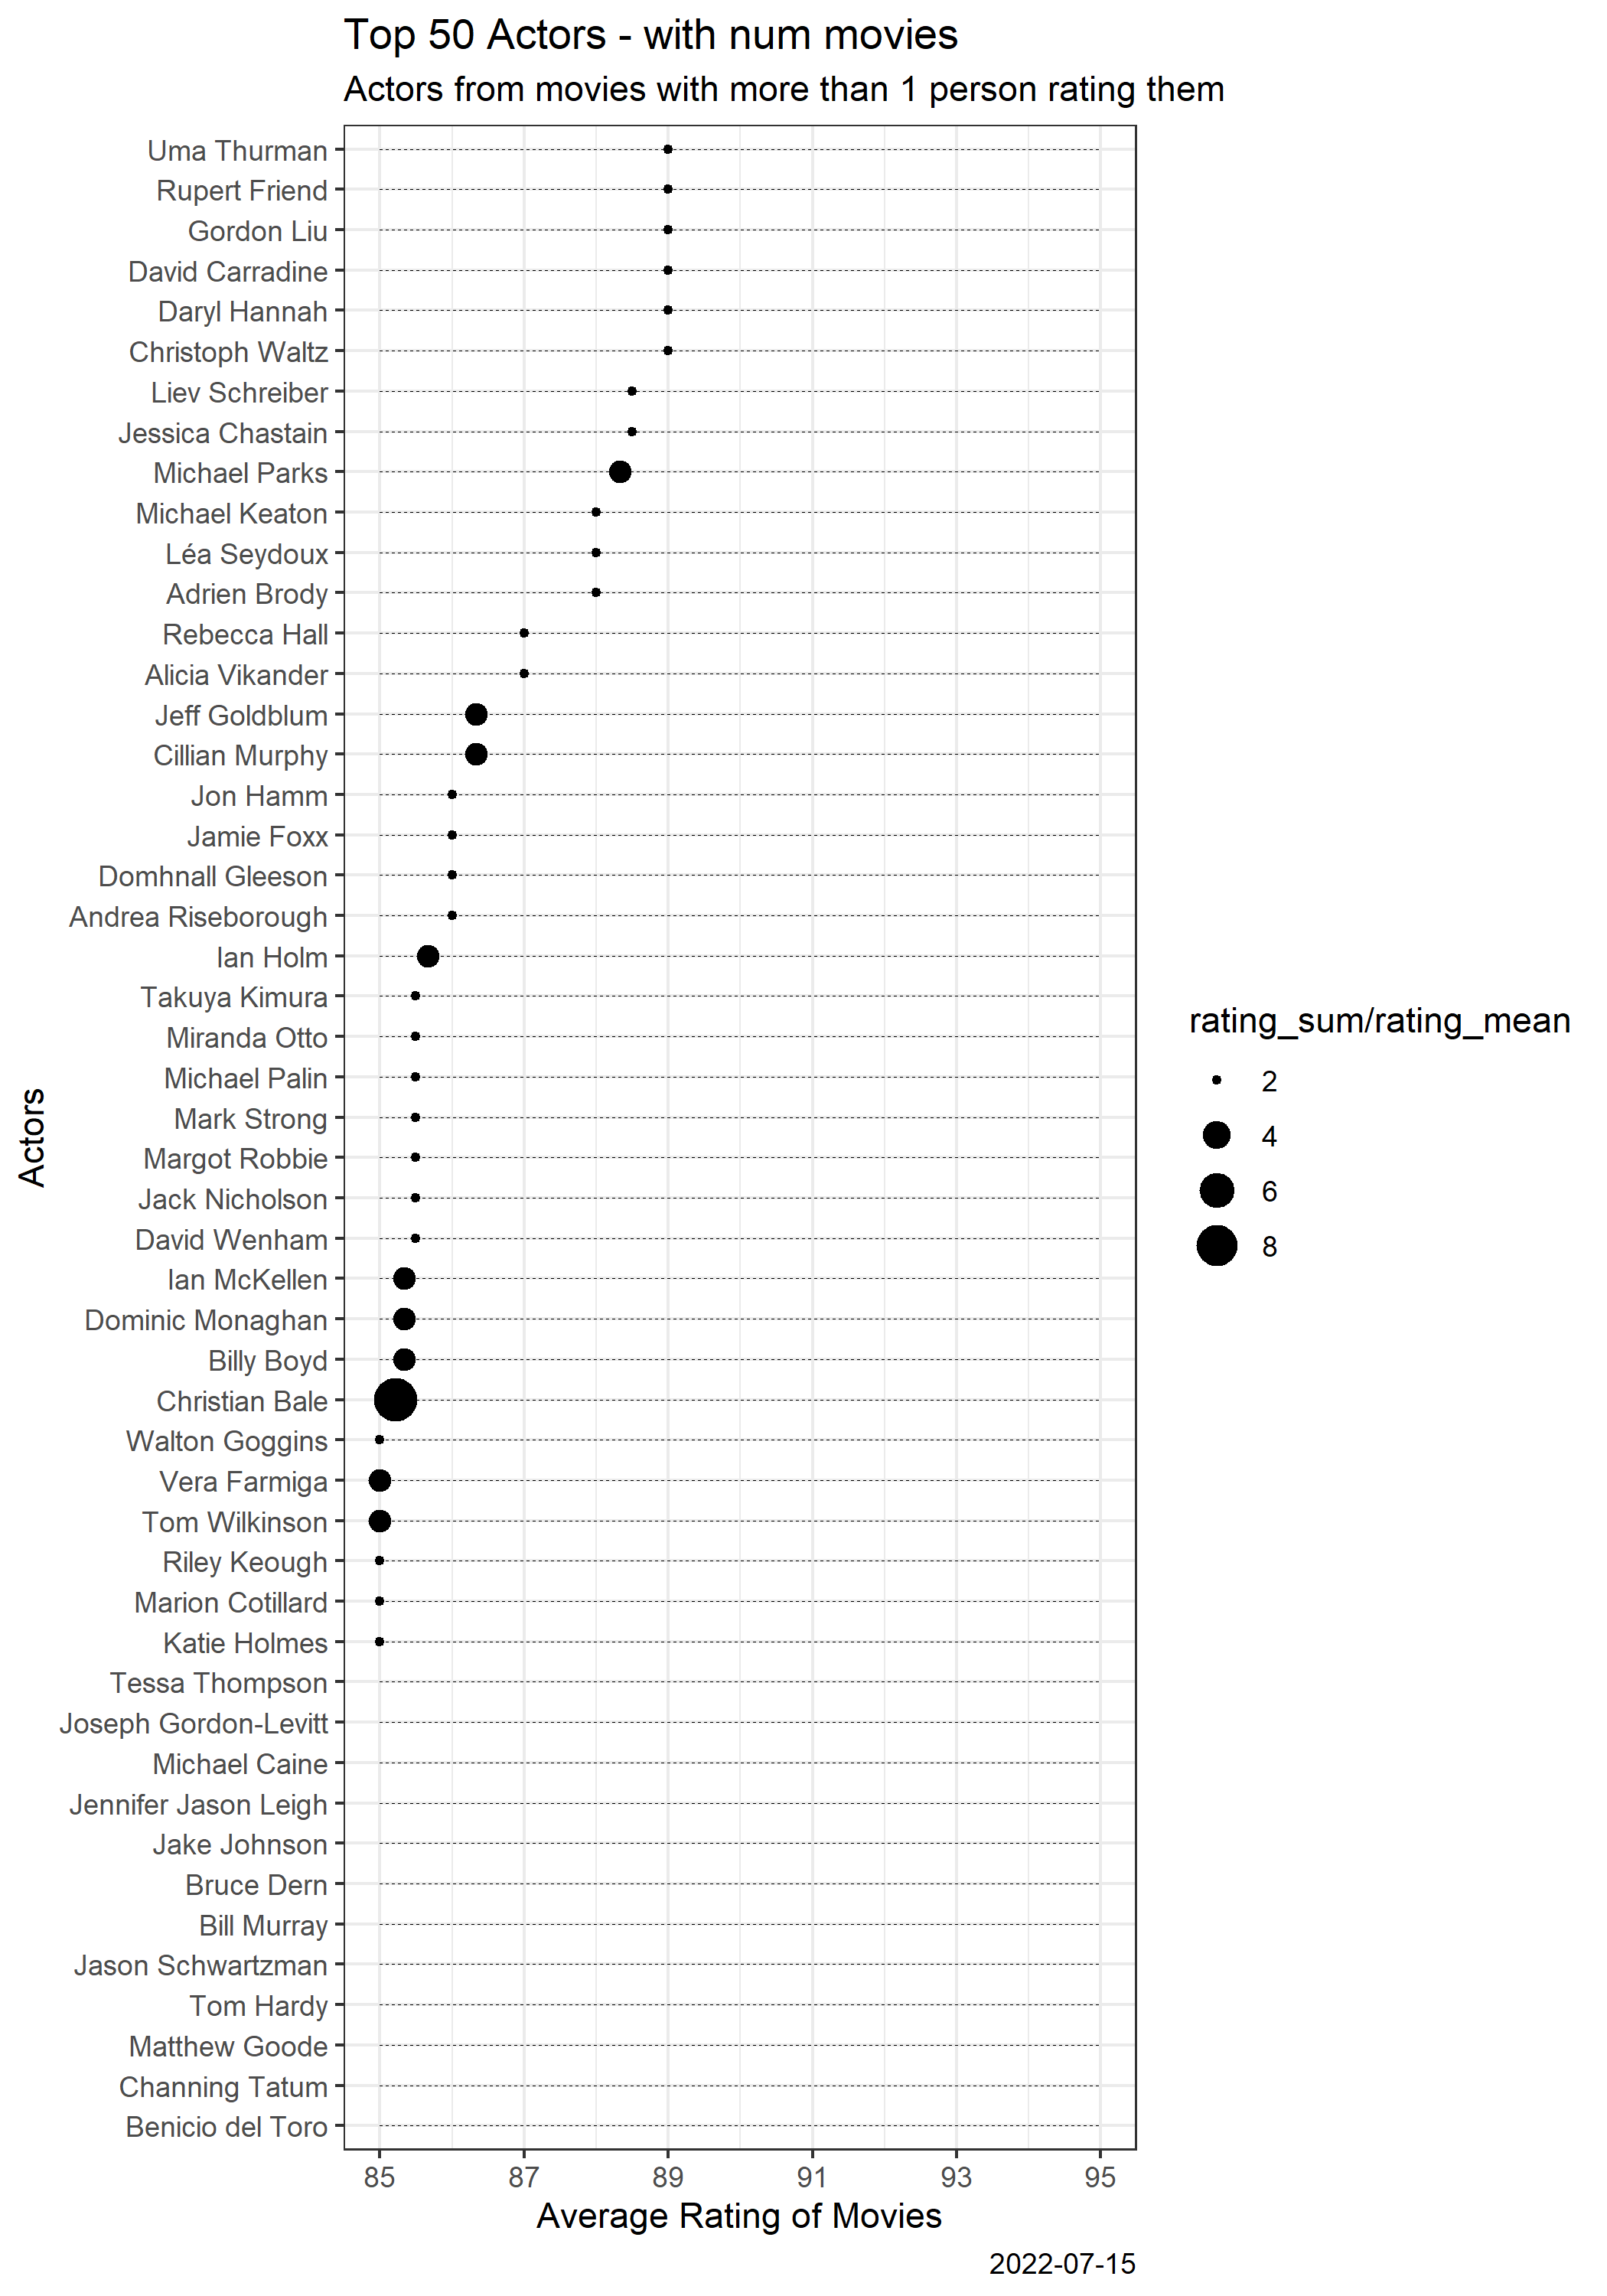 Top 50 Actors - with num movies
Actors from movies with more than 1 person rating them
Uma Thurman
Rupert Friend
Gordon Liu
David Carradine
Daryl Hannah
Christoph Waltz
Liev Schreiber
Jessica Chastain
Michael Parks
Michael Keaton
Léa Seydoux
Adrien Brody
Rebecca Hall
Alicia Vikander
Jeff Goldblum
Cillian Murphy
Jon Hamm
Jamie Foxx
Domhnall Gleeson
Andrea Riseborough
Ian Holm
Takuya Kimura
Miranda Otto
Michael Palin
Mark Strong
Margot Robbie
Jack Nicholson
David Wenham
Ian McKellen
Dominic Monaghan
Billy Boyd
Christian Bale
Walton Goggins
Vera Farmiga
Tom Wilkinson
Riley Keough
Marion Cotillard
Katie Holmes
Tessa Thompson
Joseph Gordon-Levitt
Michael Caine
Jennifer Jason Leigh
Jake Johnson
Bruce Dern
Bill Murray
Jason Schwartzman
Tom Hardy
Matthew Goode
Channing Tatum
Benicio del Toro
Actors
85 87 89 91 93 95
Average Rating of Movies
rating_sum/rating_mean
2
4
6
8
2022-07-15